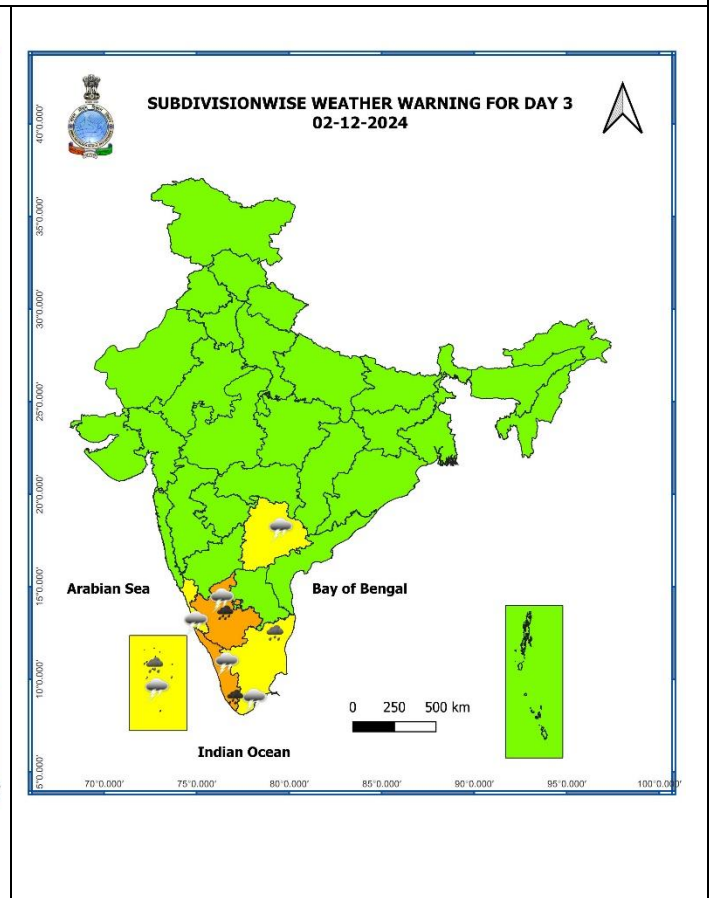 SUBDIVISIONWISE WEATHER WARNING FOR DAY 3
02-12-2024
40°0.000'
35°0.000'
30°0.000'
25°0.000'
20°0.000'
15°0.000'
10°0.000'
5°0.000'
Arabian Sea
Bay of Bengal
0 250 500 km
Indian Ocean
70°0.000' 75°0.000' 80°0.000' 85°0.000' 90°0.000' 95°0.000' 100°0.000'